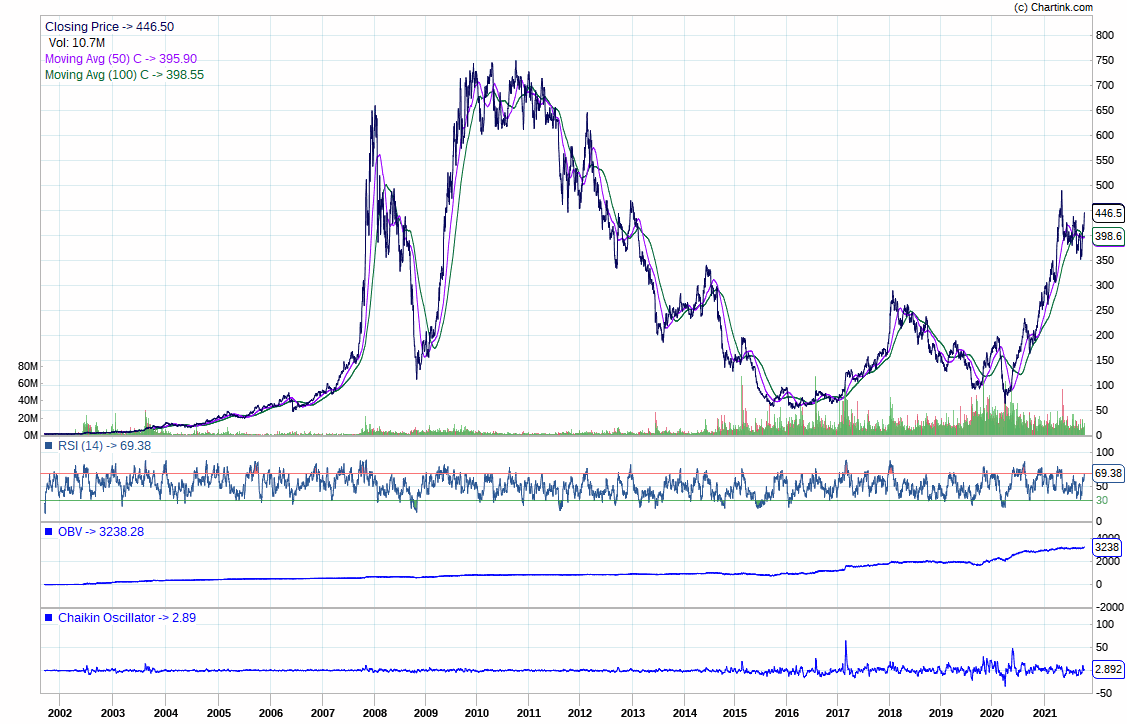 (c) Chartink.com
Closing Price -> 446.50
Vol: 10.7M
Moving Avg (50) C -> 395.90
Moving Avg (100) C -> 398.55
800
750
700
650
600
550
500
446.5
398.6
350
300
250
200
150
100
50
0
80M
60M
40M
20M
0M
RSI (14) -> 69.38
100
69.38
50
30
0
OBV -> 3238.28
4000
3238
2000
0
-2000
Chaikin Oscillator -> 2.89
100
50
2.892
-50
2002 2003 2004 2005 2006 2007 2008 2009 2010 2011 2012 2013 2014 2015 2016 2017 2018 2019 2020 2021